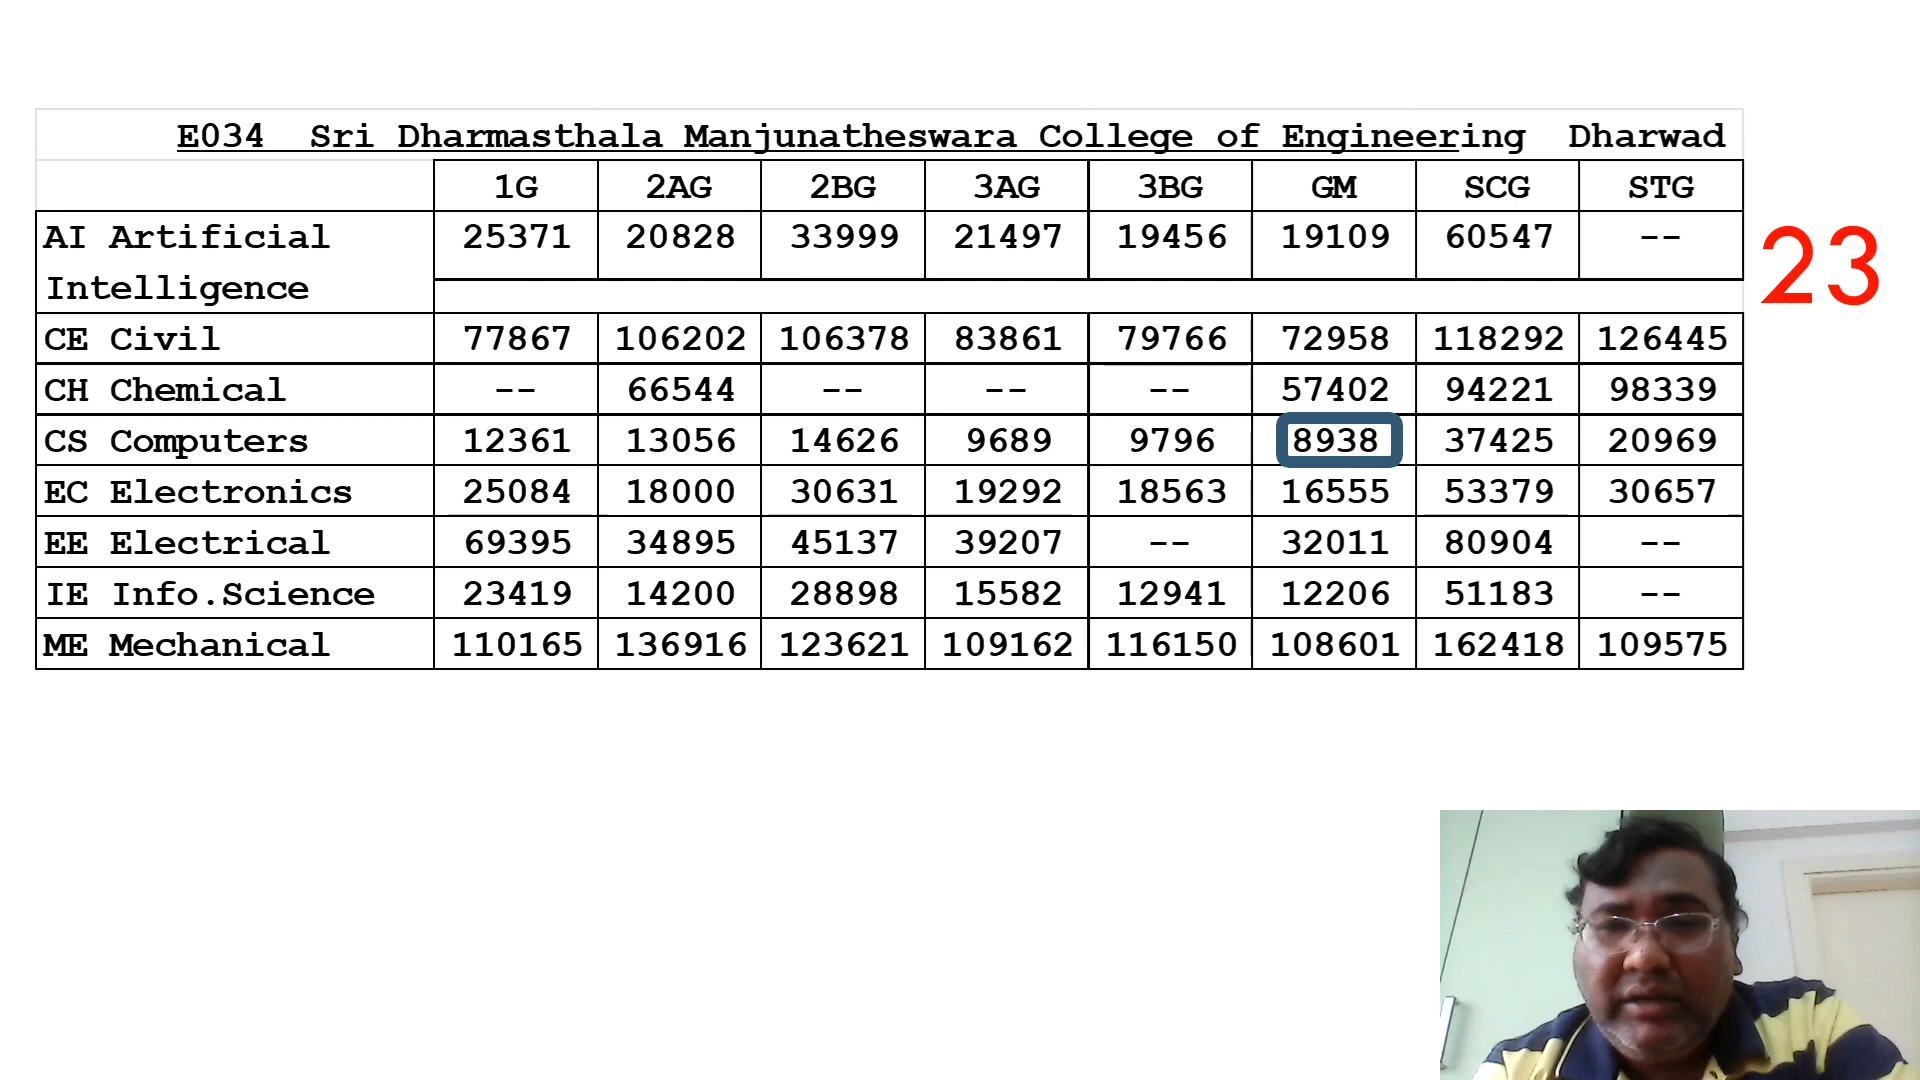 E034 Sri Dharmasthala Manjunatheswara College of Engineering Dharwad
1G 2AG 2BG 3AG 3BG GM SCG STG
AI Artificial Intelligence 25371 20828 33999 21497 19456 19109 60547 --
23
CE Civil 77867 106202 106378 83861 79766 72958 118292 126445
CH Chemical -- 66544 -- -- -- 57402 94221 98339
CS Computers 12361 13056 14626 9689 9796 8938 37425 20969
EC Electronics 25084 18000 30631 19292 18563 16555 53379 30657
EE Electrical 69395 34895 45137 39207 -- 32011 80904 --
IE Info.Science 23419 14200 28898 15582 12941 12206 51183 --
ME Mechanical 110165 136916 123621 109162 116150 108601 162418 109575